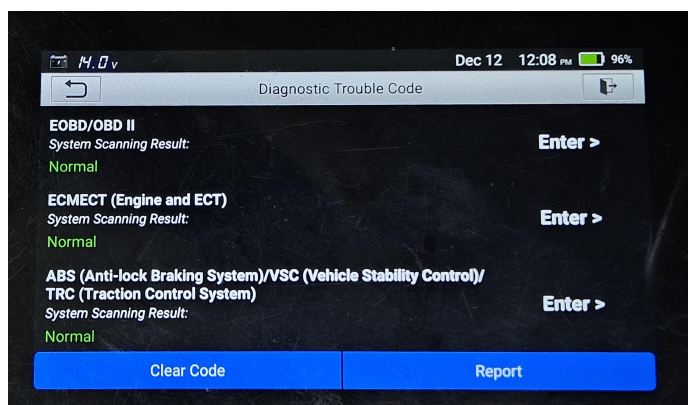 14.0 v
Dec 12 12:08 PM 96%
Diagnostic Trouble Code
EOBD/OBD II
System Scanning Result:
Normal
Enter >
ECMECT (Engine and ECT)
System Scanning Result:
Normal
Enter >
ABS (Anti-lock Braking System)/VSC (Vehicle Stability Control)/
TRC (Traction Control System)
System Scanning Result:
Normal
Enter >
Clear Code
Report